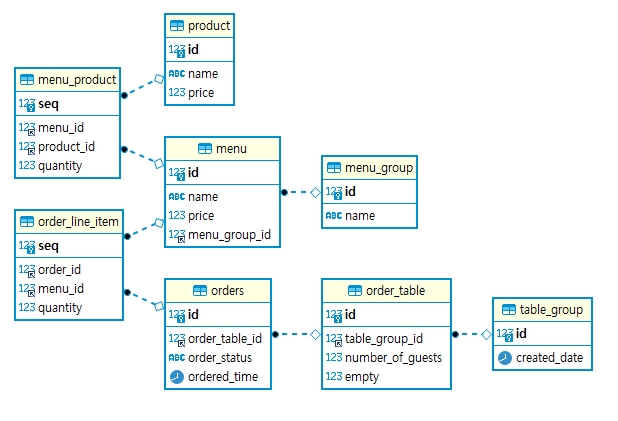 product
123 id
ABC name
123 price
menu_product
123 seq
123 menu_id
123 product_id
123 quantity
menu
123 id
ABC name
123 price
123 menu_group_id
menu_group
123 id
ABC name
order_line_item
123 seq
123 order_id
123 menu_id
123 quantity
orders
123 id
123 order_table_id
ABC order_status
ordered_time
order_table
123 id
123 table_group_id
123 number_of_guests
123 empty
table_group
123 id
created_date